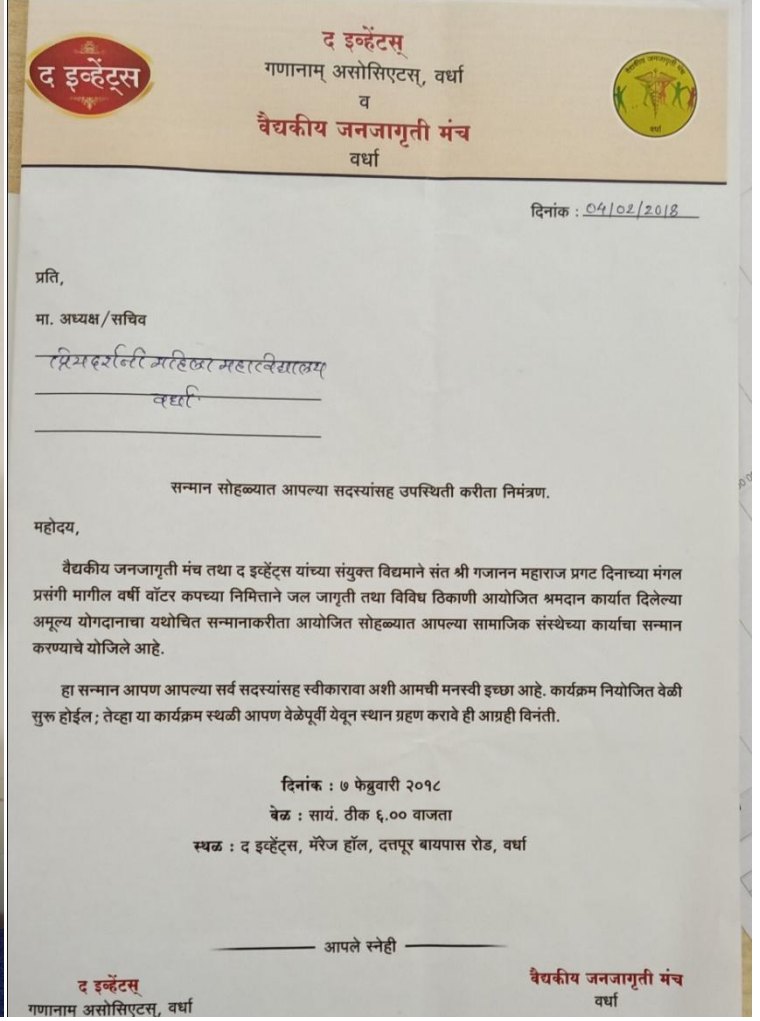 द इव्हेंटस्
गणानाम् असोसिएटस्, वर्धा
व
वैद्यकीय जनजागृती मंच
वर्धा
द इव्हेंट्स
वैद्यकीय जनजागृती मंच
वर्धा
दिनांक : 04/02/2018
प्रति,
मा. अध्यक्ष/सचिव
प्रियदर्शनी महिला महाविद्यालय
वर्धा
सन्मान सोहळ्यात आपल्या सदस्यांसह उपस्थिती करीता निमंत्रण.
महोदय,
वैद्यकीय जनजागृती मंच तथा द इव्हेंट्स यांच्या संयुक्त विद्यमाने संत श्री गजानन महाराज प्रगट दिनाच्या मंगल
प्रसंगी मागील वर्षी वॉटर कपच्या निमित्ताने जल जागृती तथा विविध ठिकाणी आयोजित श्रमदान कार्यात दिलेल्या
अमूल्य योगदानाचा यथोचित सन्मानाकरीता आयोजित सोहळ्यात आपल्या सामाजिक संस्थेच्या कार्याचा सन्मान
करण्याचे योजिले आहे.
हा सन्मान आपण आपल्या सर्व सदस्यांसह स्वीकारावा अशी आमची मनस्वी इच्छा आहे. कार्यक्रम नियोजित वेळी
सुरू होईल ; तेव्हा या कार्यक्रम स्थळी आपण वेळेपूर्वी येवून स्थान ग्रहण करावे ही आग्रही विनंती.
दिनांक : ७ फेब्रुवारी २०१८
वेळ : सायं. ठीक ६.०० वाजता
स्थळ : द इव्हेंट्स, मॅरेज हॉल, दत्तपूर बायपास रोड, वर्धा
आपले स्नेही
द इव्हेंटस्
गणानाम असोसिएटस्, वर्धा
वैद्यकीय जनजागृती मंच
वर्धा